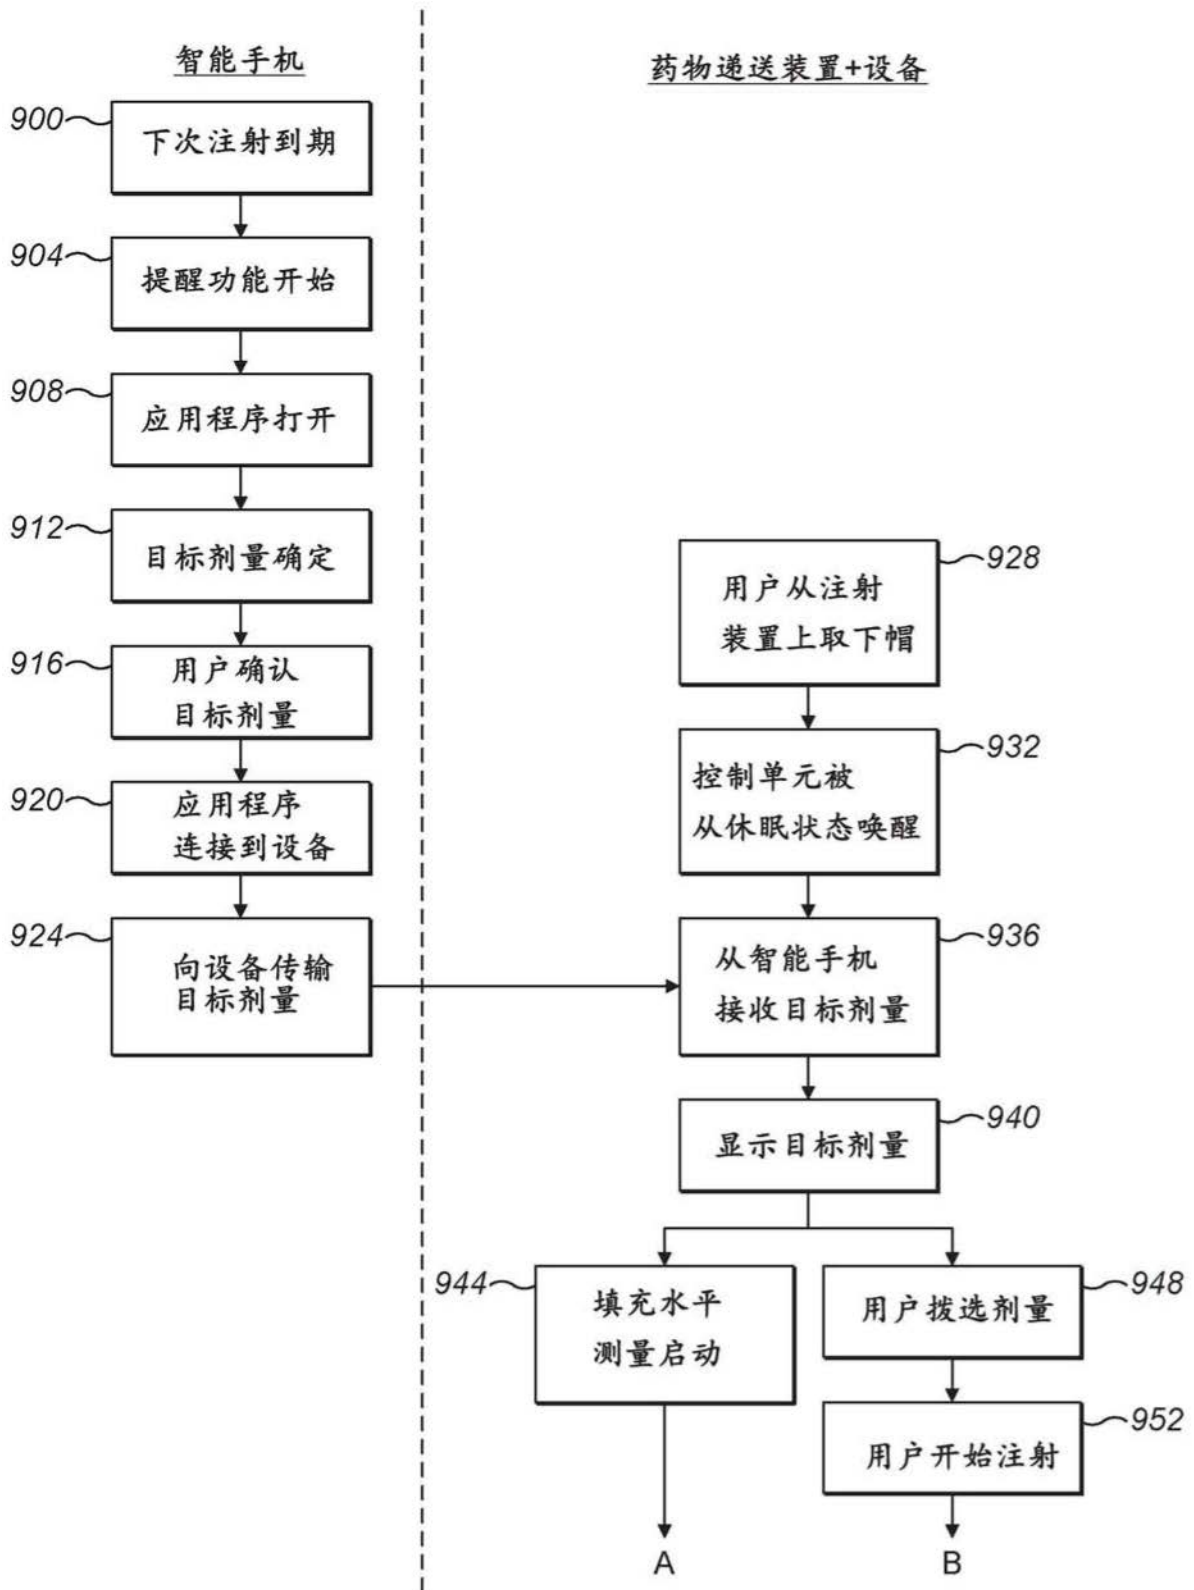 智能手机
900
下次注射到期
904
提醒功能开始
908
应用程序打开
912
目标剂量确定
916
用户确认
目标剂量
920
应用程序
连接到设备
924
向设备传输
目标剂量
药物递送装置+设备
928
用户从注射
装置上取下帽
932
控制单元被
从休眠状态唤醒
936
从智能手机
接收目标剂量
940
显示目标剂量
944
填充水平
测量启动
948
用户拨选剂量
952
用户开始注射
A
B